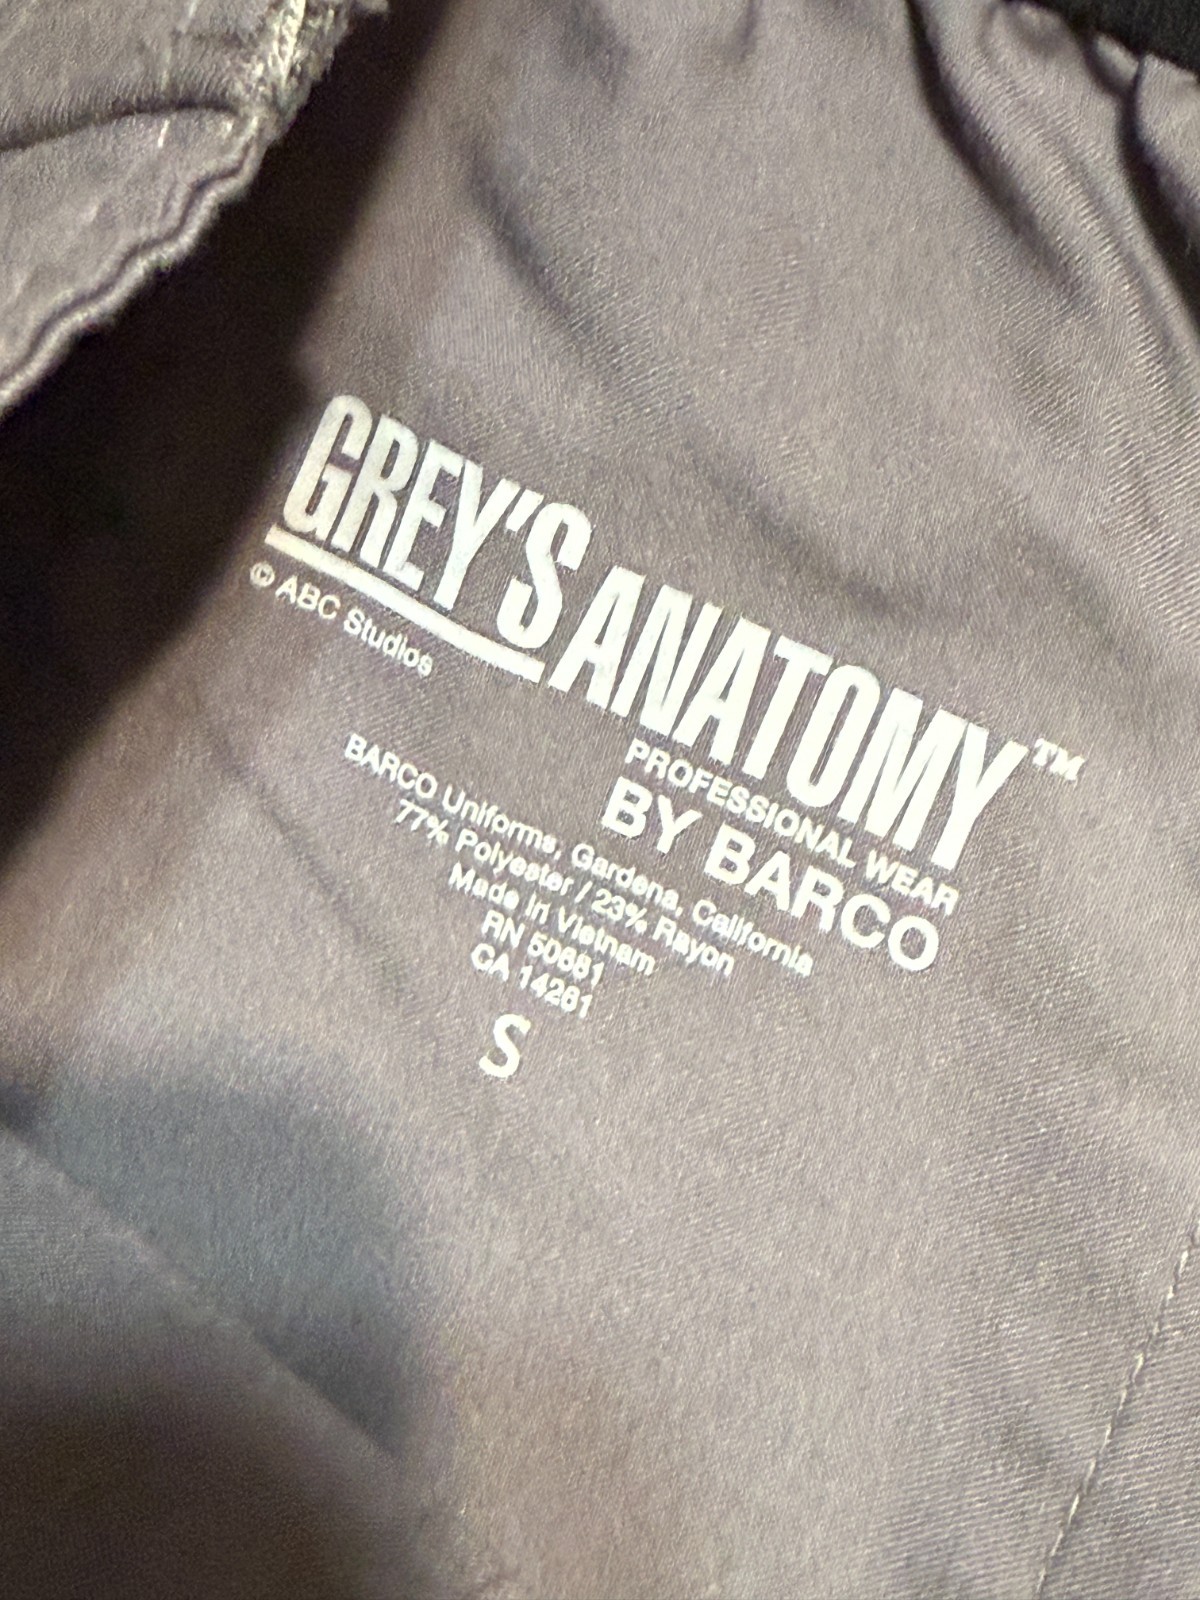 GREY'S ANATOMY™
© ABC Studios
PROFESSIONAL WEAR
BY BARCO
BARCO Uniforms, Gardena, California
77% Polyester / 23% Rayon
Made in Vietnam
RN 50681
CA 14261
S